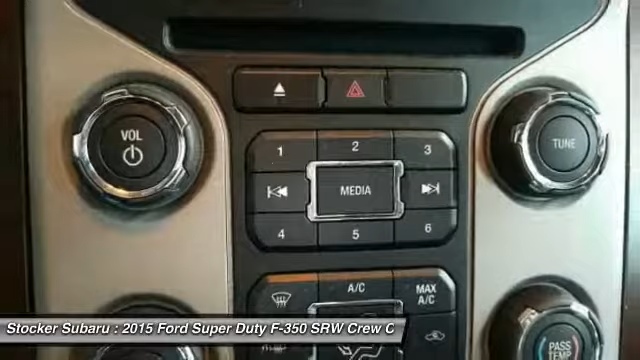 VOL
TUNE
1 2 3
MEDIA
4 5 6
A/C
MAX
A/C
Stocker Subaru : 2015 Ford Super Duty F-350 SRW Crew C
PASS
TEMP